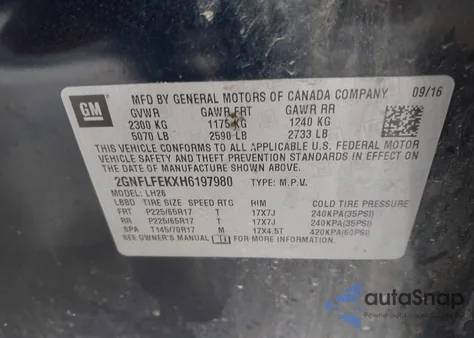 GM
MFD BY GENERAL MOTORS OF CANADA COMPANY 09/16
GVWR GAWR FRT GAWR RR
2300 KG 1175 KG 1240 KG
5070 LB 2590 LB 2733 LB
THIS VEHICLE CONFORMS TO ALL APPLICABLE U.S. FEDERAL
MOTOR VEHICLE SAFETY AND THEFT PREVENTION
STANDARDS IN EFFECT ON THE DATE OF MANUFACTURE SHOWN ABOVE.
2GNFLFEKXH6197980 TYPE: M.P.V.
MODEL: LH26
LBBD TIRE SIZE SPEED RTG RIM COLD TIRE PRESSURE
FRT P225/65R17 T 17X7J 240KPA(35PSI)
RR P225/65R17 T 17X7J 240KPA(35PSI)
SPA T145/70R17 M 17X4.5T 420KPA(60PSI)
SEE OWNER'S MANUAL i FOR MORE INFORMATION.
autoSnap